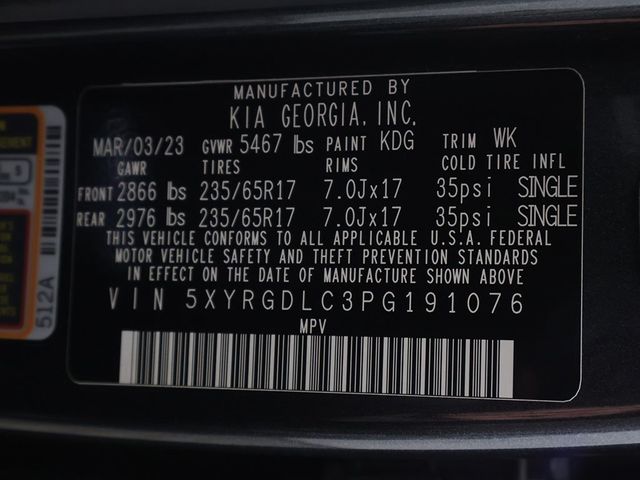 MANUFACTURED BY
KIA GEORGIA, INC.
MAR/03/23 GVWR 5467 lbs PAINT KDG TRIM WK
GAWR TIRES RIMS COLD TIRE INFL
FRONT 2866 lbs 235/65R17 7.0Jx17 35psi SINGLE
REAR 2976 lbs 235/65R17 7.0Jx17 35psi SINGLE
THIS VEHICLE CONFORMS TO ALL APPLICABLE U.S.A. FEDERAL
MOTOR VEHICLE SAFETY AND THEFT PREVENTION STANDARDS
IN EFFECT ON THE DATE OF MANUFACTURE SHOWN ABOVE
VIN 5XYRGDLC3PG191076
MPV
512A